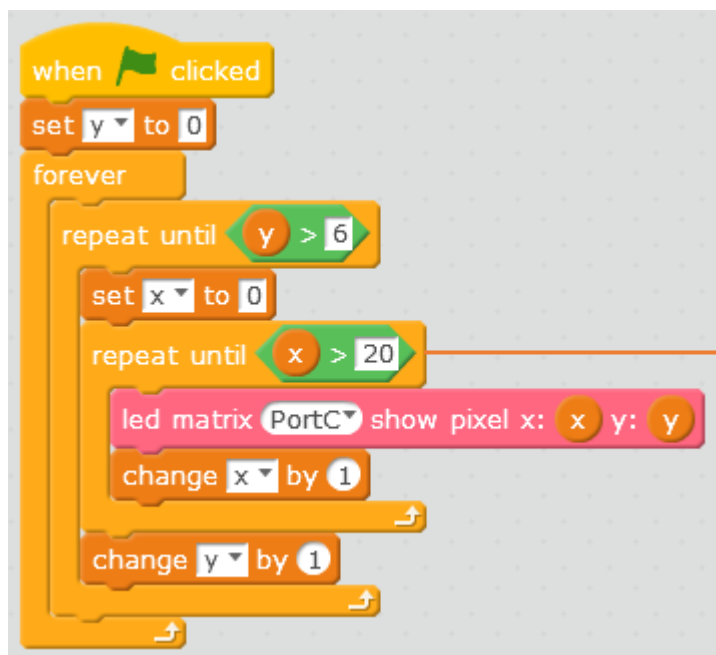 when clicked
set y to 0
forever
repeat until y > 6
set x to 0
repeat until x > 20
led matrix PortC show pixel x: x y: y
change x by 1
change y by 1